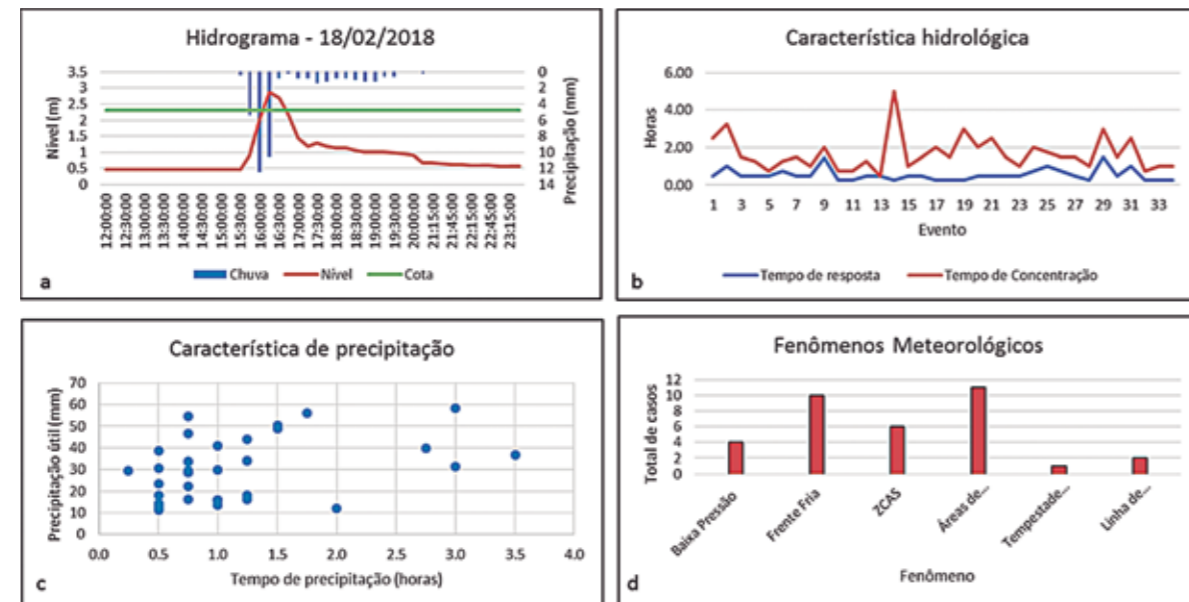 Hidrograma - 18/02/2018
Nível (m)
3.5
3
2.5
2
1.5
1
0.5
0
0
2
4
6
8
10
12
14
Precipitação (mm)
12:00:00
12:30:00
13:00:00
13:30:00
14:00:00
14:30:00
15:00:00
15:30:00
16:00:00
16:30:00
17:00:00
17:30:00
18:00:00
18:30:00
19:00:00
19:30:00
20:00:00
21:15:00
21:45:00
22:15:00
22:45:00
23:15:00
Chuva Nível Cota
a
Característica hidrológica
Horas
6.00
4.00
2.00
0.00
1 3 5 7 9 11 13 15 17 19 21 23 25 27 29 31 33
Evento
Tempo de resposta Tempo de Concentração
b
Característica de precipitação
Precipitação útil (mm)
70
60
50
40
30
20
10
0
0.0 0.5 1.0 1.5 2.0 2.5 3.0 3.5 4.0
Tempo de precipitação (horas)
c
Fenômenos Meteorológicos
Total de casos
12
10
8
6
4
2
0
Baixa Pressão
Frente Fria
ZCAS
Áreas de...
Tempestade...
Linha de...
Fenômeno
d